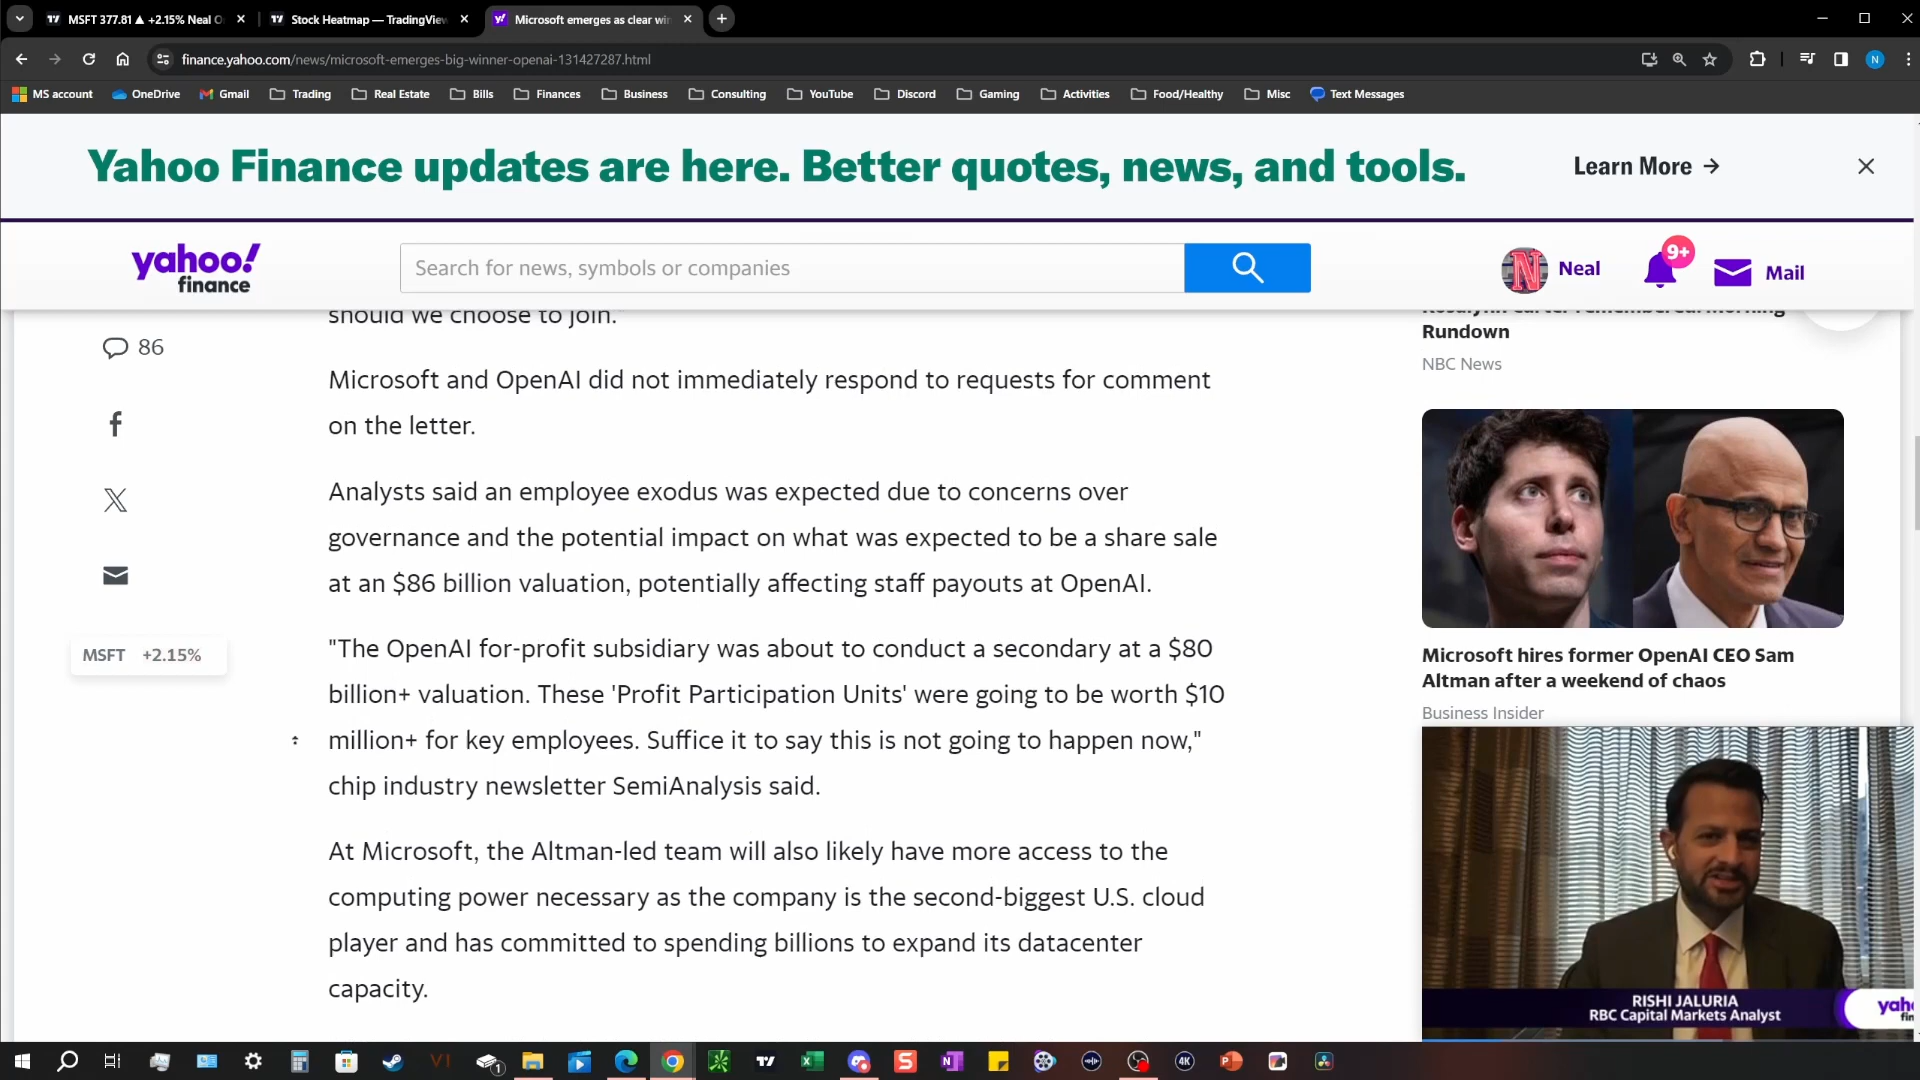 MSFT 377.81 ▲ +2.15% Neal O
Stock Heatmap — TradingView
Microsoft emerges as clear win
finance.yahoo.com/news/microsoft-emerges-big-winner-openai-131427287.html
N
MS account
OneDrive
Gmail
Trading
Real Estate
Bills
Finances
Business
Consulting
YouTube
Discord
Gaming
Activities
Food/Healthy
Misc
Text Messages
Yahoo Finance updates are here. Better quotes, news, and tools.
Learn More →
yahoo!
finance
Search for news, symbols or companies
N
Neal
9+
Mail
should we choose to join."
86
Microsoft and OpenAI did not immediately respond to requests for comment
on the letter.
Analysts said an employee exodus was expected due to concerns over
governance and the potential impact on what was expected to be a share sale
at an $86 billion valuation, potentially affecting staff payouts at OpenAI.
MSFT +2.15%
"The OpenAI for-profit subsidiary was about to conduct a secondary at a $80
billion+ valuation. These 'Profit Participation Units' were going to be worth $10
million+ for key employees. Suffice it to say this is not going to happen now,"
chip industry newsletter SemiAnalysis said.
At Microsoft, the Altman-led team will also likely have more access to the
computing power necessary as the company is the second-biggest U.S. cloud
player and has committed to spending billions to expand its datacenter
capacity.
Rosalynn Carter remembered: Morning
Rundown
NBC News
Microsoft hires former OpenAI CEO Sam
Altman after a weekend of chaos
Business Insider
RISHI JALURIA
RBC Capital Markets Analyst
yah
fin
1
4K